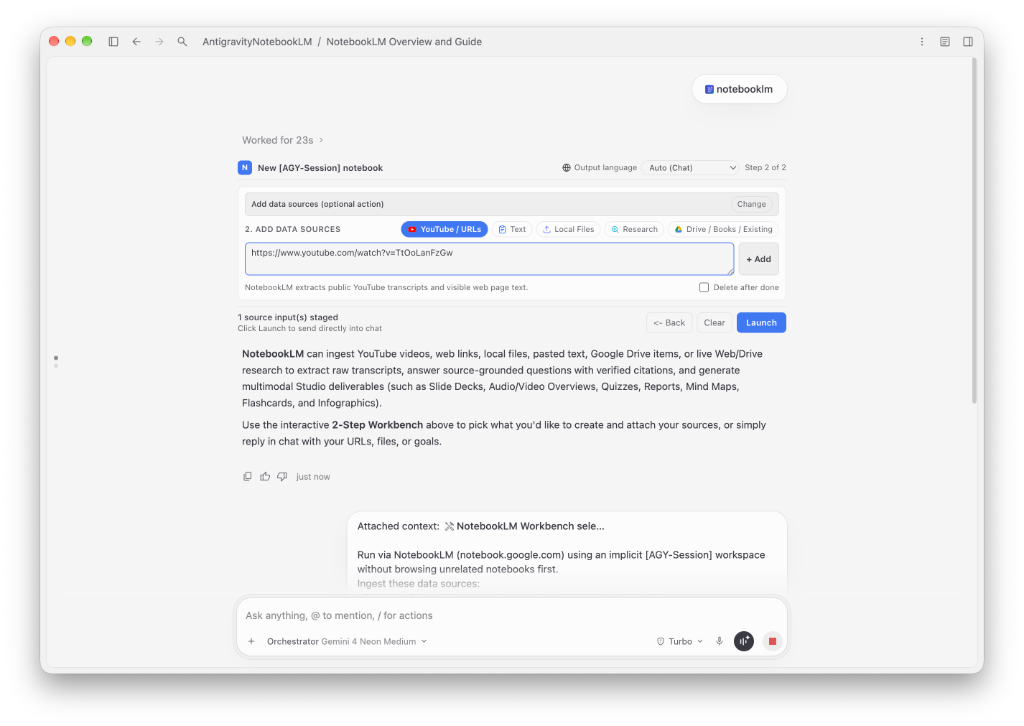 AntigravityNotebookLM / NotebookLM Overview and Guide
notebooklm
Worked for 23s >
N New [AGY-Session] notebook Output language Auto (Chat) Step 2 of 2
Add data sources (optional action) Change
2. ADD DATA SOURCES YouTube / URLs Text Local Files Research Drive / Books / Existing
https://www.youtube.com/watch?v=TtOoLanFzGw
+ Add
NotebookLM extracts public YouTube transcripts and visible web page text. Delete after done
1 source input(s) staged
Click Launch to send directly into chat
<- Back Clear Launch
NotebookLM can ingest YouTube videos, web links, local files, pasted text, Google Drive items, or live Web/Drive
research to extract raw transcripts, answer source-grounded questions with verified citations, and generate
multimodal Studio deliverables (such as Slide Decks, Audio/Video Overviews, Quizzes, Reports, Mind Maps,
Flashcards, and Infographics).
Use the interactive 2-Step Workbench above to pick what you'd like to create and attach your sources, or simply
reply in chat with your URLs, files, or goals.
just now
Attached context: NotebookLM Workbench sele...
Run via NotebookLM (notebook.google.com) using an implicit [AGY-Session] workspace
without browsing unrelated notebooks first.
Ingest these data sources:
Ask anything, @ to mention, / for actions
+ Orchestrator Gemini 4 Neon Medium Turbo